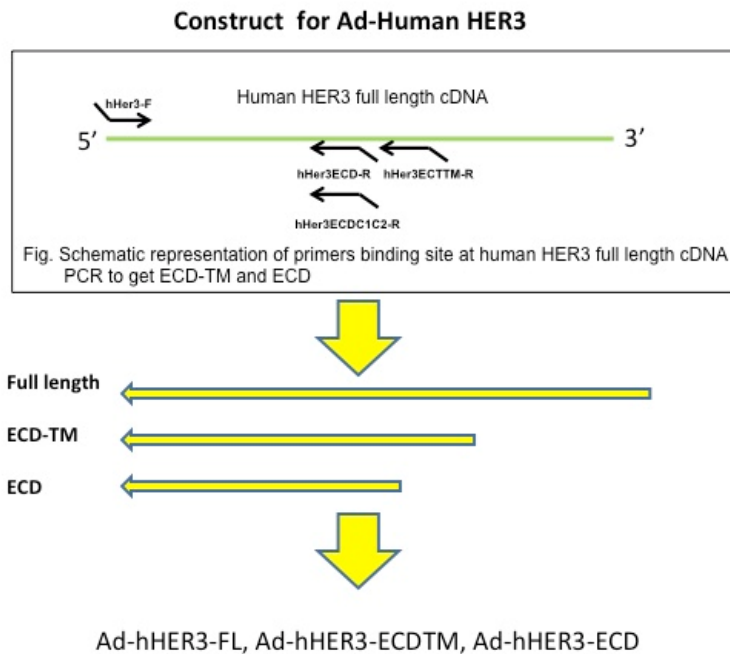 Construct for Ad-Human HER3
hHer3-F
Human HER3 full length cDNA
5’
3’
hHer3ECD-R
hHer3ECTTM-R
hHer3ECDC1C2-R
Fig. Schematic representation of primers binding site at human HER3 full length cDNA
PCR to get ECD-TM and ECD
Full length
ECD-TM
ECD
Ad-hHER3-FL, Ad-hHER3-ECDTM, Ad-hHER3-ECD